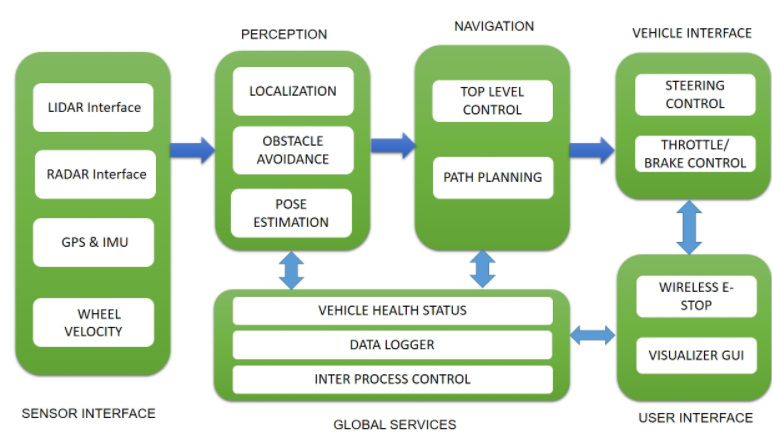 PERCEPTION
NAVIGATION
VEHICLE INTERFACE
LIDAR Interface
RADAR Interface
GPS & IMU
WHEEL
VELOCITY
SENSOR INTERFACE
LOCALIZATION
OBSTACLE
AVOIDANCE
POSE
ESTIMATION
TOP LEVEL
CONTROL
PATH PLANNING
STEERING
CONTROL
THROTTLE/
BRAKE CONTROL
VEHICLE HEALTH STATUS
DATA LOGGER
INTER PROCESS CONTROL
GLOBAL SERVICES
WIRELESS E-
STOP
VISUALIZER GUI
USER INTERFACE